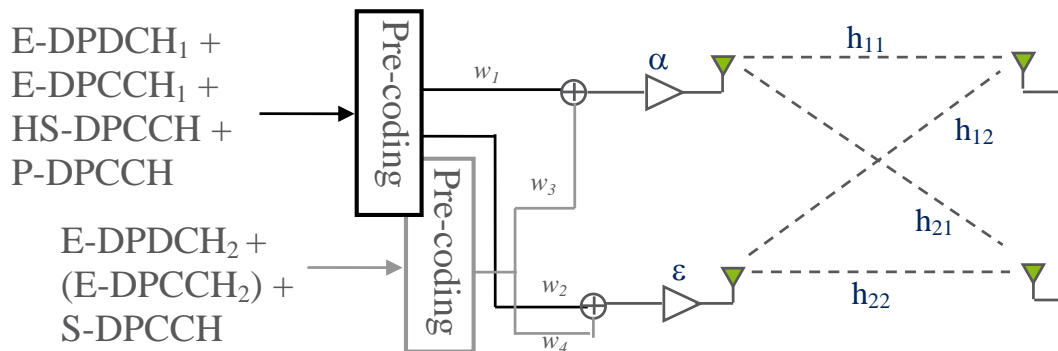 E-DPDCH₁ +
E-DPCCH₁ +
HS-DPCCH +
P-DPCCH
E-DPDCH₂ +
(E-DPCCH₂) +
S-DPCCH
Pre-coding
Pre-coding
w₁
w₃
w₂
w₄
α
ε
h₁₁
h₁₂
h₂₁
h₂₂